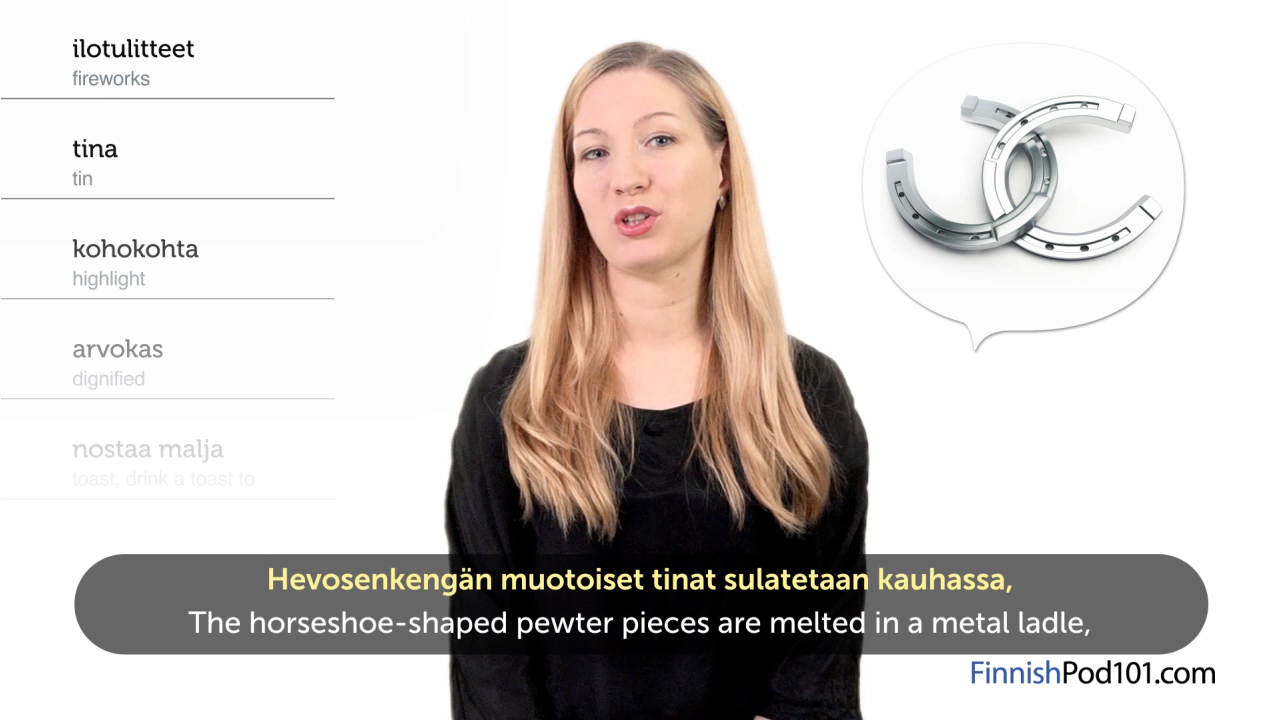 ilotulitteet
fireworks
tina
tin
kohokohta
highlight
arvokas
dignified
nostaa malja
toast, drink a toast to
Hevosenkengän muotoiset tinat sulatetaan kauhassa,
The horseshoe-shaped pewter pieces are melted in a metal ladle,
FinnishPod101.com